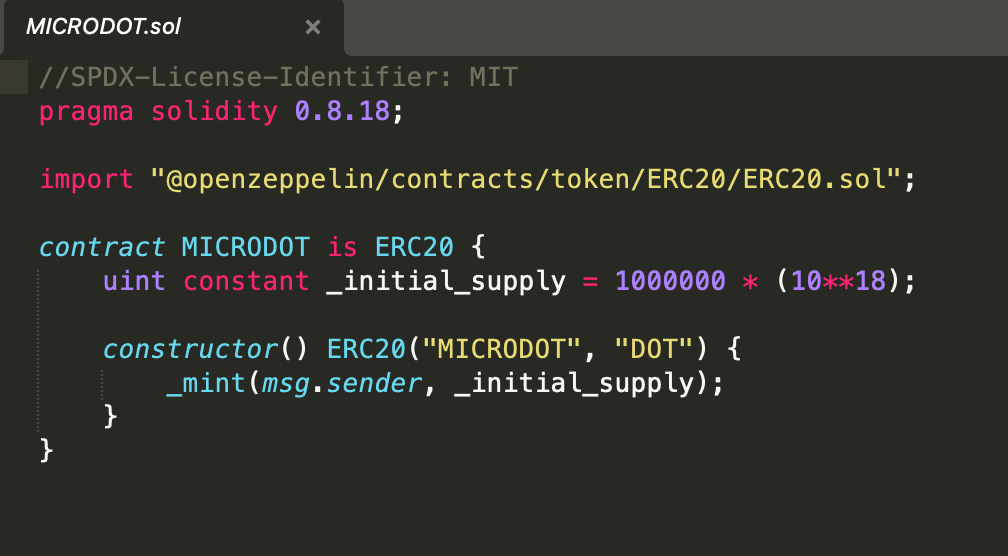 MICRODOT.sol ×
//SPDX-License-Identifier: MIT
pragma solidity 0.8.18;
import "@openzeppelin/contracts/token/ERC20/ERC20.sol";
contract MICRODOT is ERC20 {
    uint constant _initial_supply = 1000000 * (10**18);
    constructor() ERC20("MICRODOT", "DOT") {
        _mint(msg.sender, _initial_supply);
    }
}